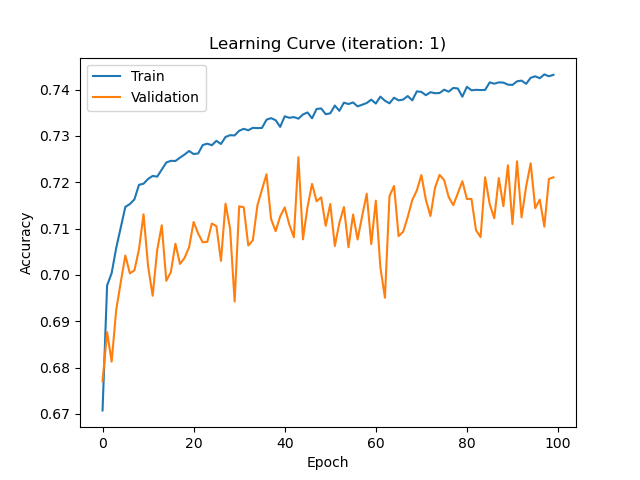 Learning Curve (iteration: 1)
Train
Validation
0.74
0.73
0.72
0.71
0.70
0.69
0.68
0.67
Accuracy
0 20 40 60 80 100
Epoch